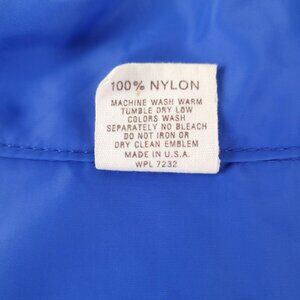 100% NYLON
MACHINE WASH WARM
TUMBLE DRY LOW
COLORS WASH
SEPARATELY NO BLEACH
DO NOT IRON OR
DRY CLEAN EMBLEM
MADE IN U.S.A.
WPL 7232